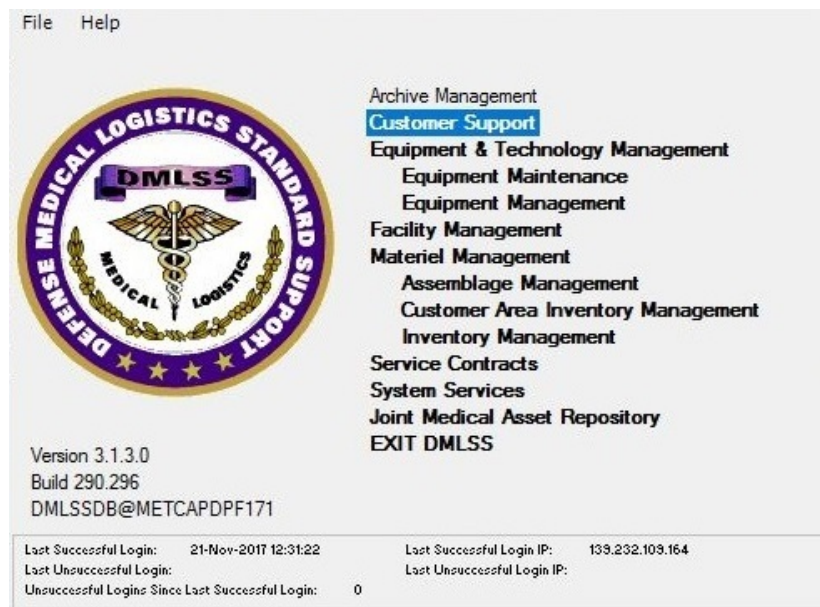 File Help
DEFENSE MEDICAL LOGISTICS STANDARD SUPPORT
DMLSS
MEDICAL LOGISTICS
Archive Management
Customer Support
Equipment & Technology Management
Equipment Maintenance
Equipment Management
Facility Management
Materiel Management
Assemblage Management
Customer Area Inventory Management
Inventory Management
Service Contracts
System Services
Joint Medical Asset Repository
EXIT DMLSS
Version 3.1.3.0
Build 290.296
DMLSSDB@METCAPDPF171
Last Successful Login: 21-Nov-2017 12:31:22 Last Successful Login IP: 139.232.109.164
Last Unsuccessful Login: Last Unsuccessful Login IP:
Unsuccessful Logins Since Last Successful Login: 0